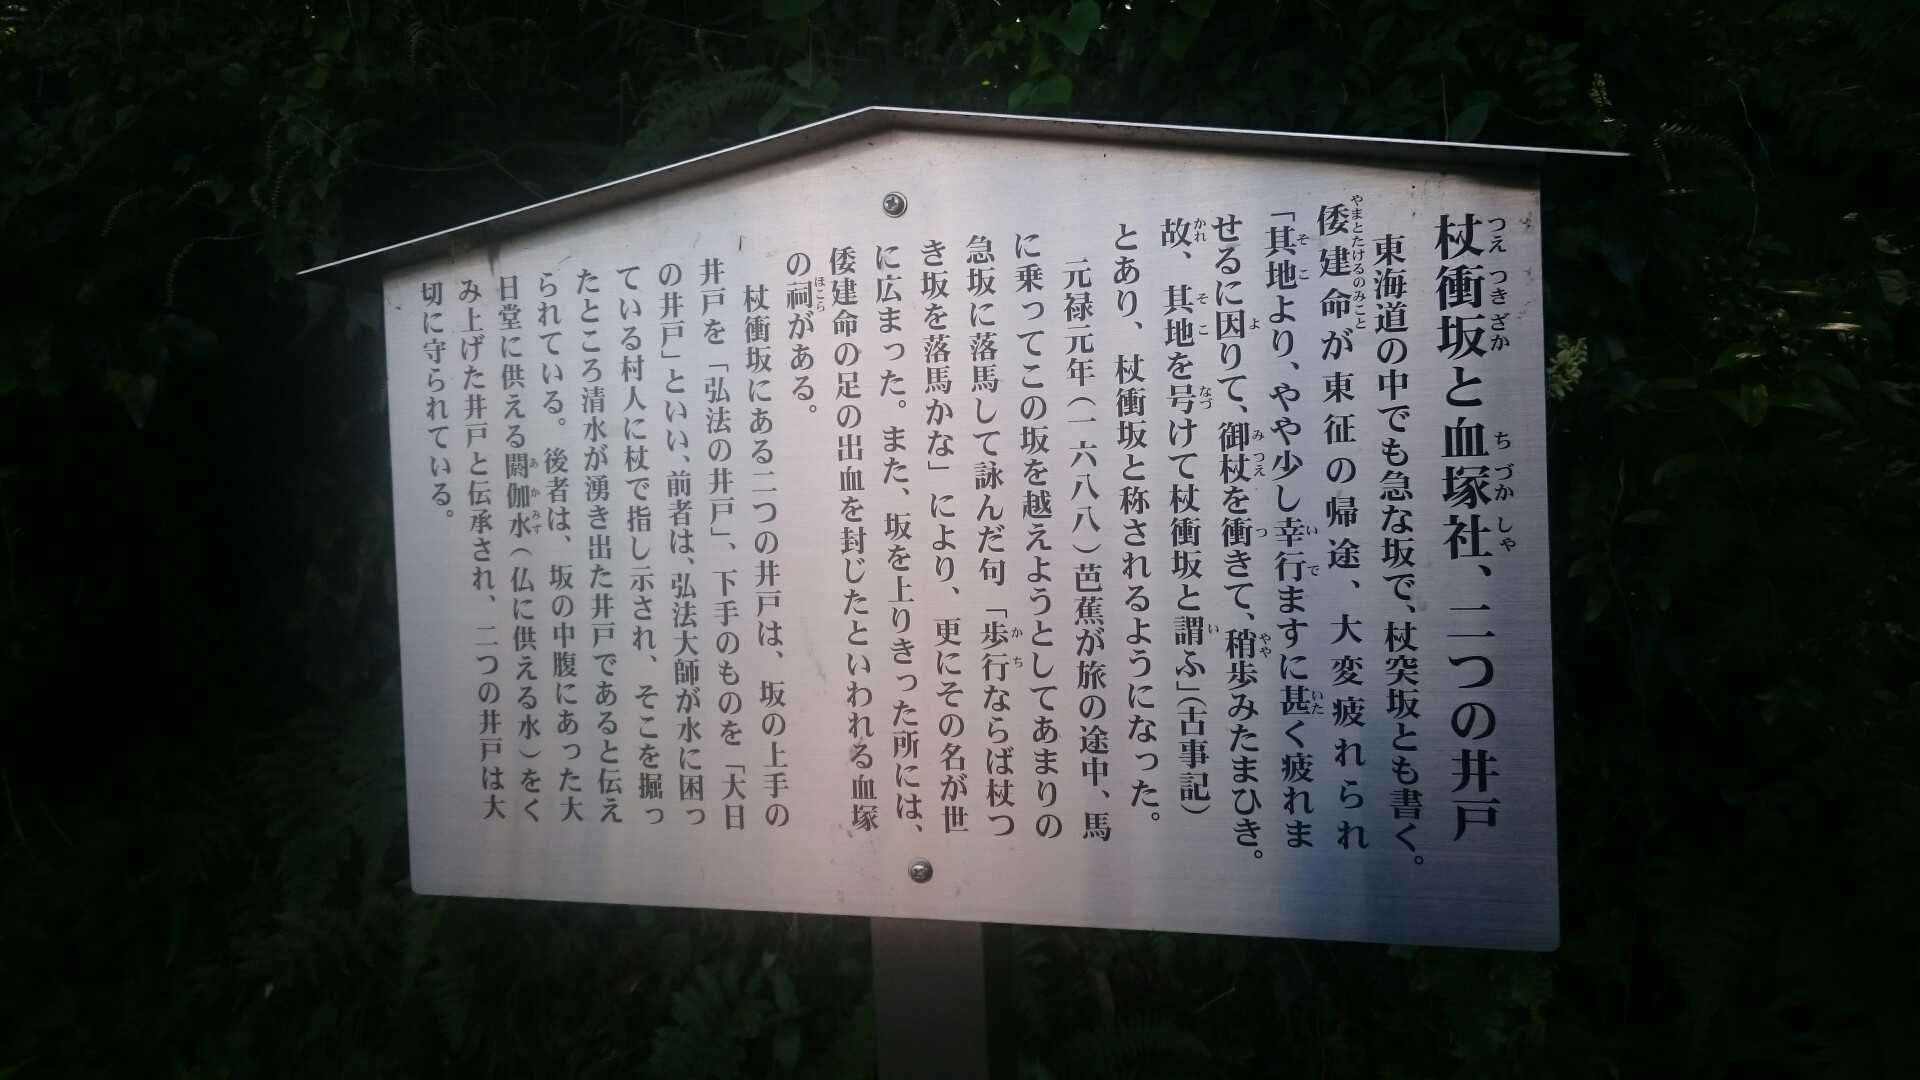 杖衝坂と血塚社、二つの井戸
東海道の中でも急な坂で、杖突坂とも書く。
倭建命が東征の帰途、大変疲れられ
「其地より、やや少し幸行ますに甚く疲れま
せるに因りて、御杖を衝きて、稍歩みたまひき。
故、其地を号けて杖衝坂と謂ふ」（古事記）
とあり、杖衝坂と称されるようになった。
元禄元年（一六八八）芭蕉が旅の途中、馬
に乗ってこの坂を越えようとしてあまりの
急坂に落馬して詠んだ句「歩行ならば杖つ
き坂を落馬かな」により、更にその名が世
に広まった。また、坂を上りきった所には、
倭建命の足の出血を封じたといわれる血塚
の祠がある。
杖衝坂にある二つの井戸は、坂の上手の
井戸を「弘法の井戸」、下手のものを「大日
の井戸」といい、前者は、弘法大師が水に困っ
ている村人に杖で指し示され、そこを掘っ
たところ清水が湧き出た井戸であると伝え
られている。後者は、坂の中腹にあった大
日堂に供える閼伽水（仏に供える水）をく
み上げた井戸と伝承され、二つの井戸は大
切に守られている。